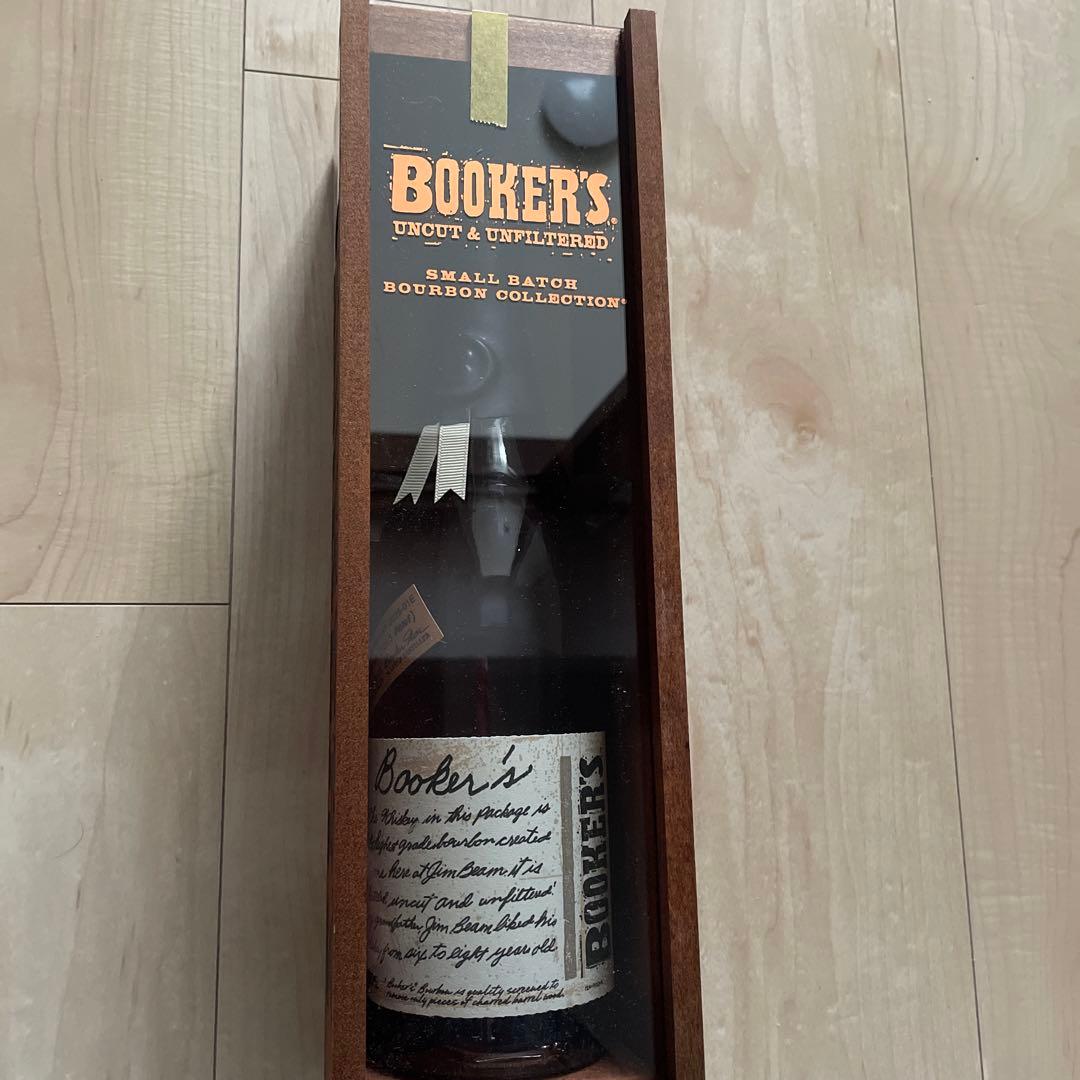 BOOKER'S®
UNCUT & UNFILTERED
SMALL BATCH
BOURBON COLLECTION®
Booker's
Whiskey in this package is
highest grade bourbon created
here at Jim Beam. it is
uncut and unfiltered.
grandfather, Jim Beam liked his
from six to eight years old.
Booker's Bourbon is quality screened to
remove only pieces of charred barrel wood.
BOOKER'S